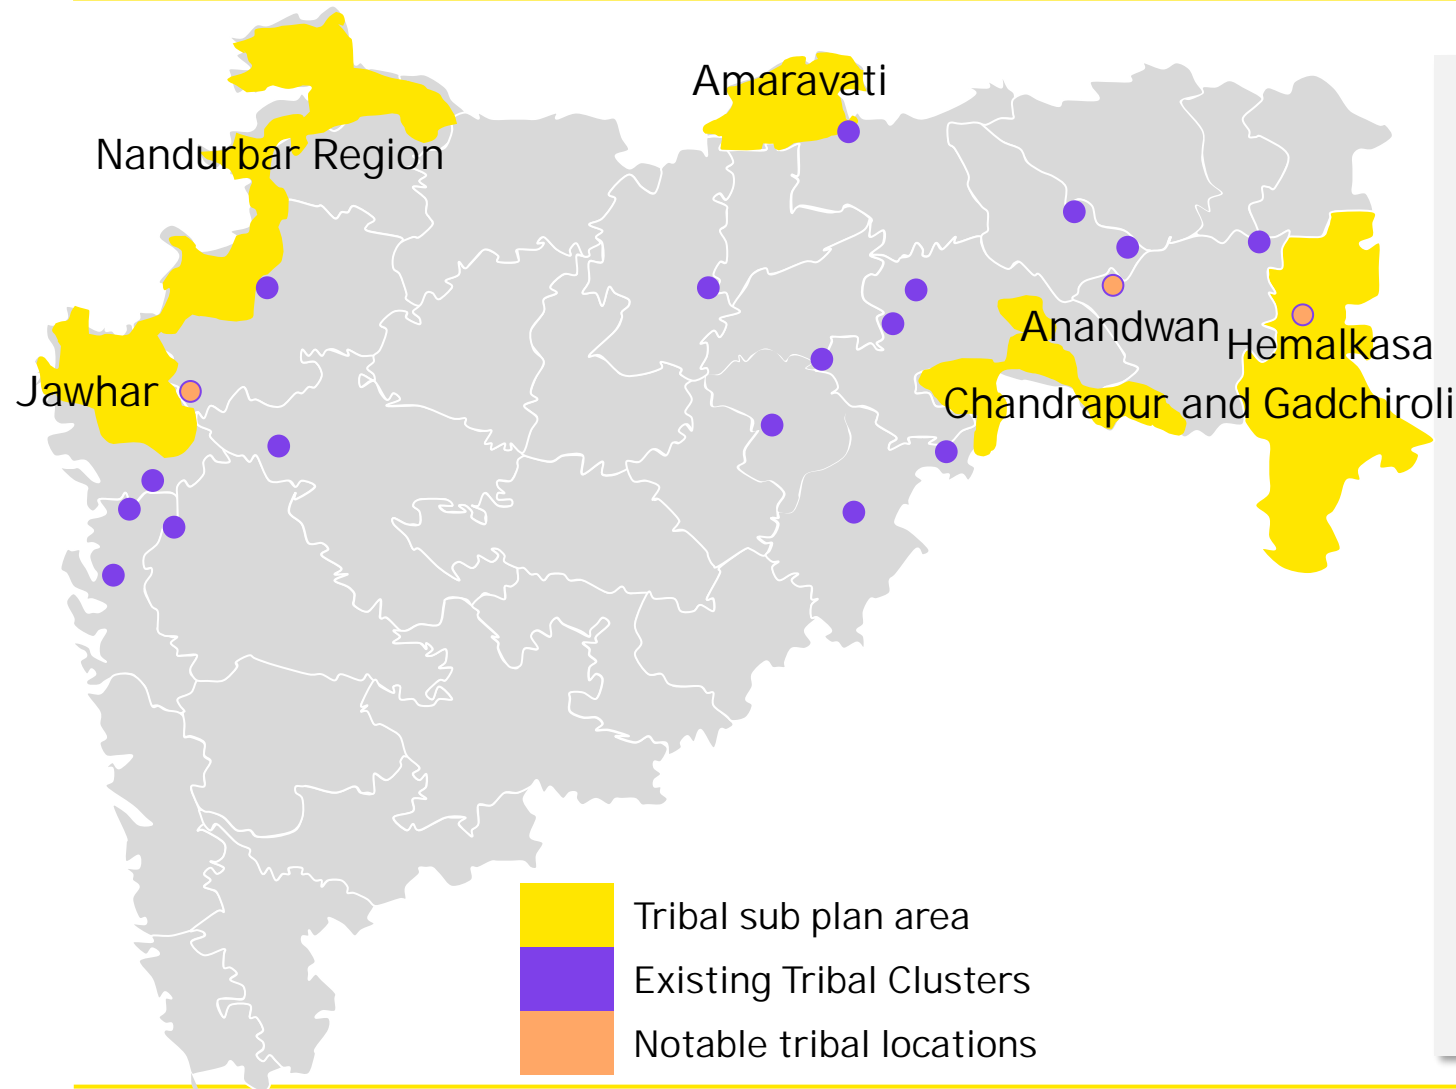 Amaravati
Nandurbar Region
Anandwan
Hemalkasa
Jawhar
Chandrapur and Gadchiroli
Tribal sub plan area
Existing Tribal Clusters
Notable tribal locations